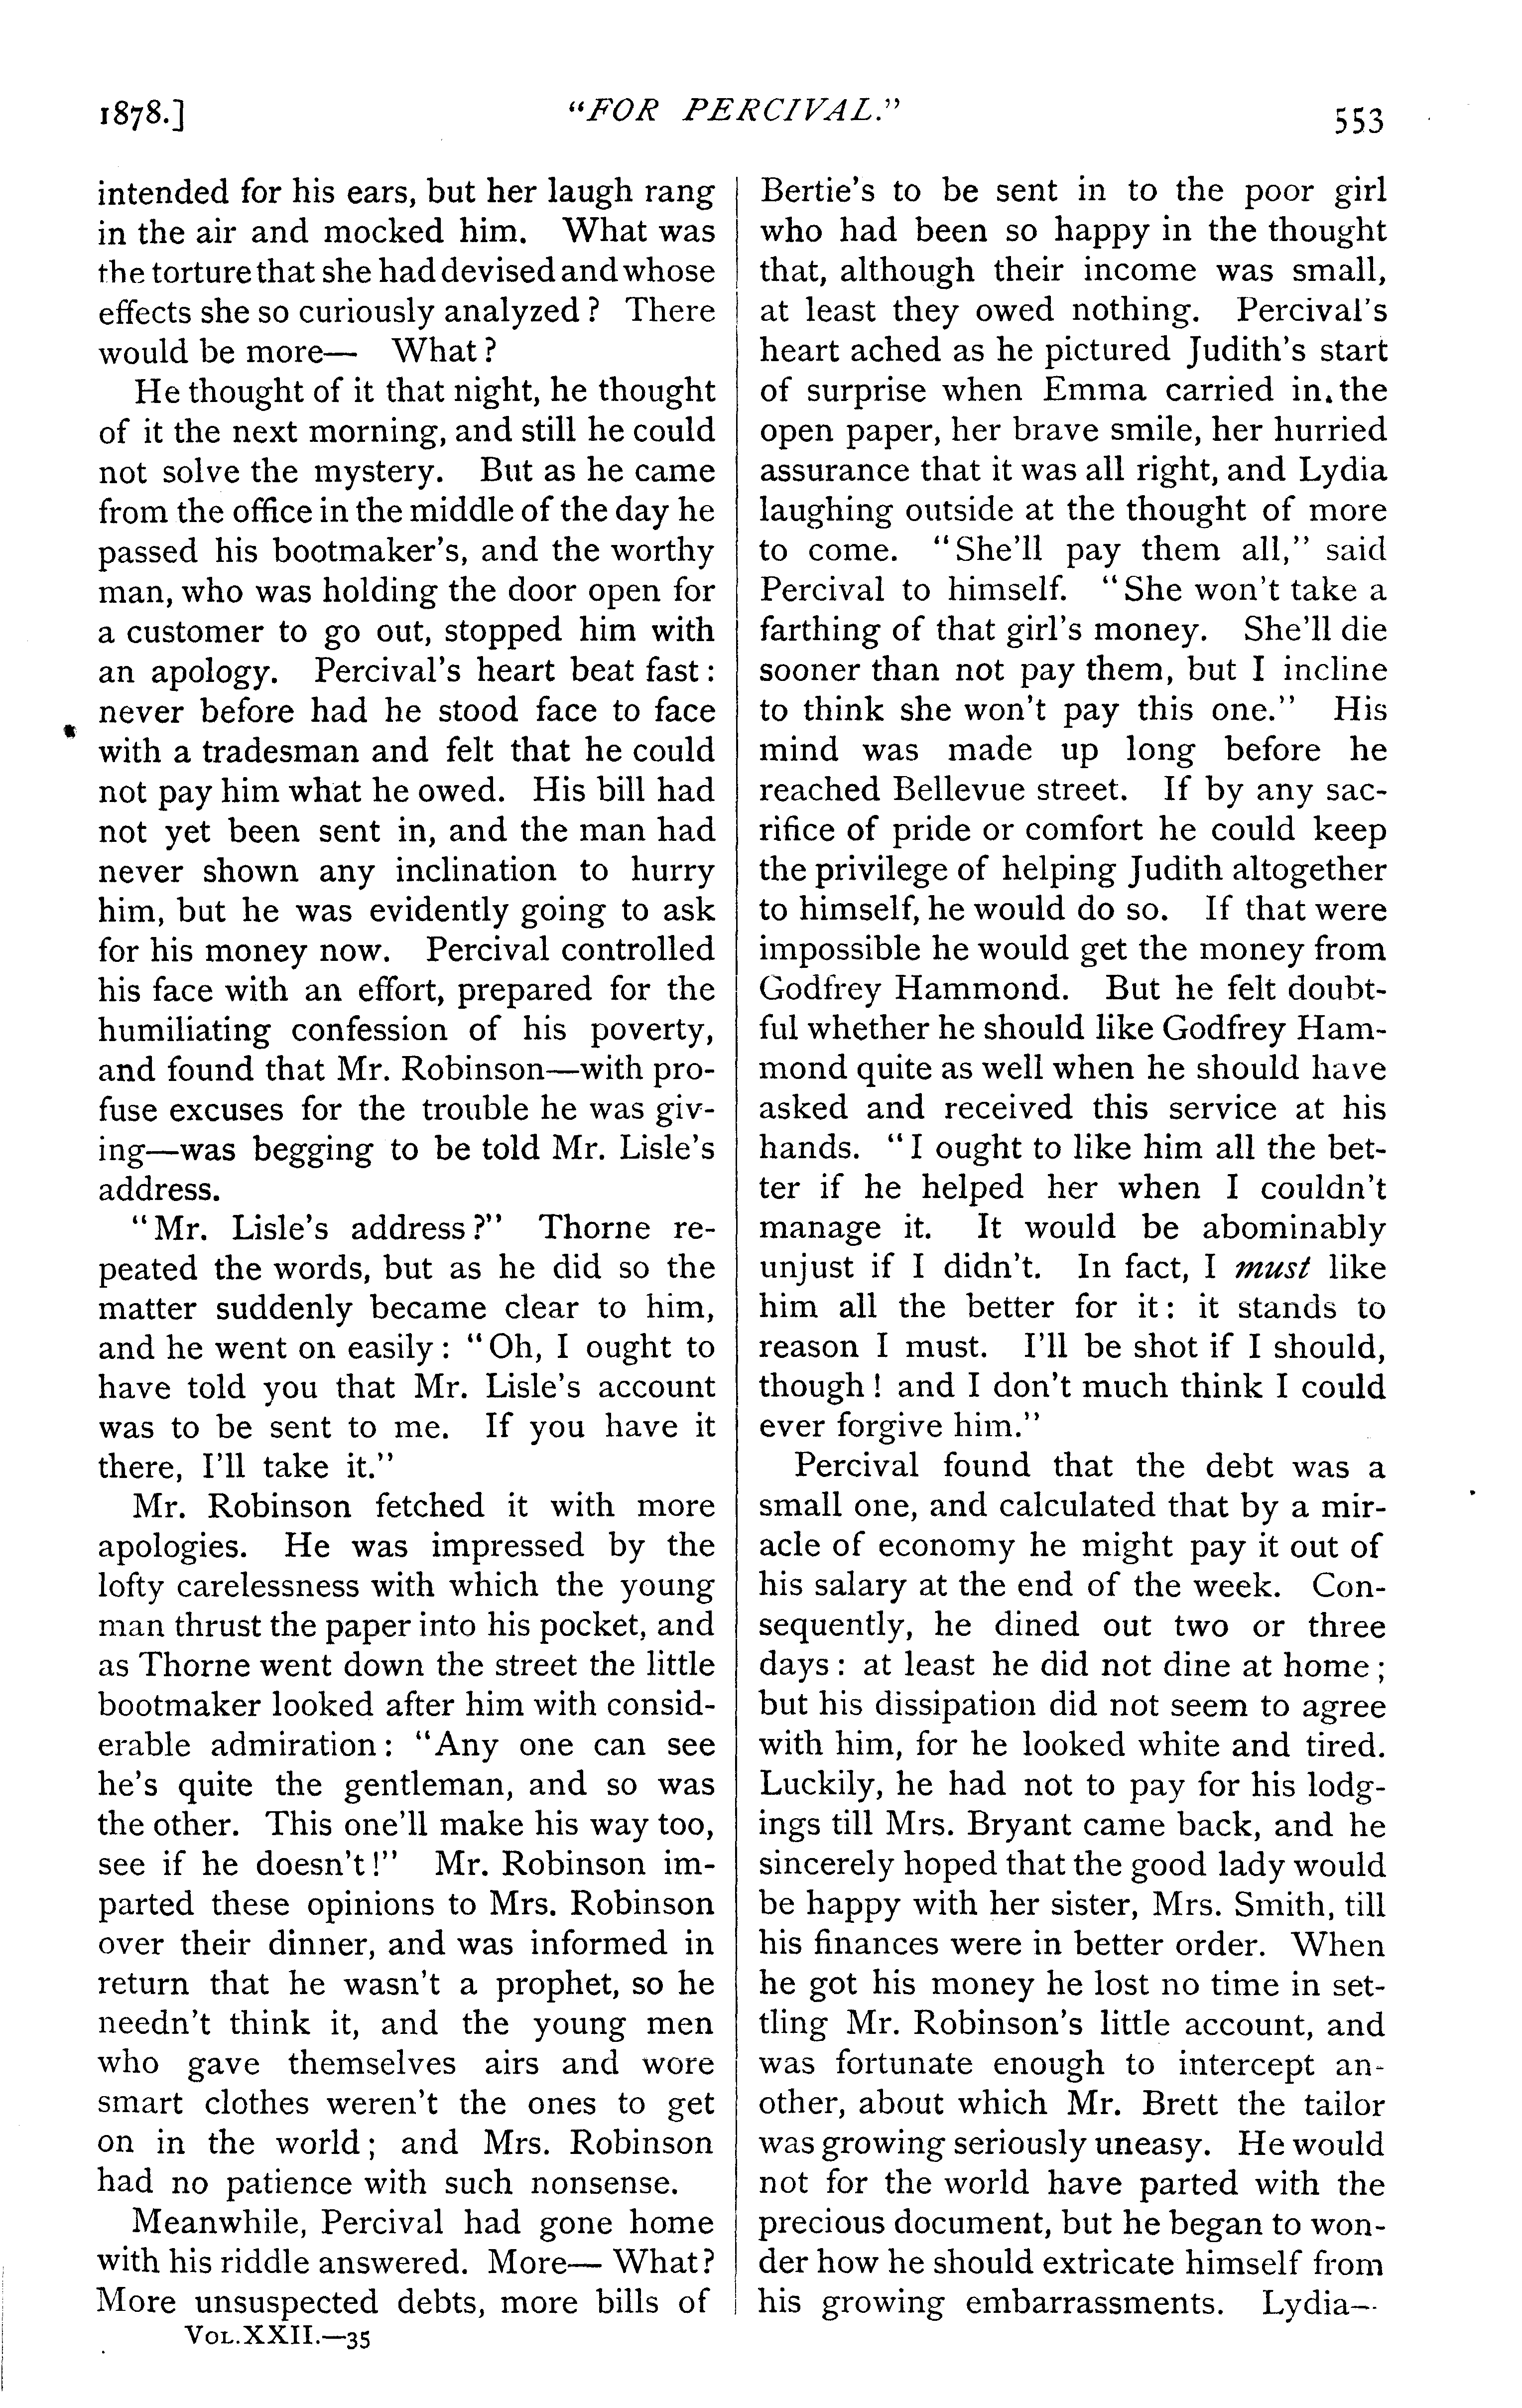 1878.]
"FOR PERCIVAL."
553
intended for his ears, but her laugh rang
in the air and mocked him. What was
the torture that she had devised and whose
effects she so curiously analyzed? There
would be more— What?
He thought of it that night, he thought
of it the next morning, and still he could
not solve the mystery. But as he came
from the office in the middle of the day he
passed his bootmaker's, and the worthy
man, who was holding the door open for
a customer to go out, stopped him with
an apology. Percival's heart beat fast:
never before had he stood face to face
with a tradesman and felt that he could
not pay him what he owed. His bill had
not yet been sent in, and the man had
never shown any inclination to hurry
him, but he was evidently going to ask
for his money now. Percival controlled
his face with an effort, prepared for the
humiliating confession of his poverty,
and found that Mr. Robinson—with pro-
fuse excuses for the trouble he was giv-
ing—was begging to be told Mr. Lisle's
address.
"Mr. Lisle's address?" Thorne re-
peated the words, but as he did so the
matter suddenly became clear to him,
and he went on easily: "Oh, I ought to
have told you that Mr. Lisle's account
was to be sent to me. If you have it
there, I'll take it."
Mr. Robinson fetched it with more
apologies. He was impressed by the
lofty carelessness with which the young
man thrust the paper into his pocket, and
as Thorne went down the street the little
bootmaker looked after him with consid-
erable admiration: "Any one can see
he's quite the gentleman, and so was
the other. This one'll make his way too,
see if he doesn't!" Mr. Robinson im-
parted these opinions to Mrs. Robinson
over their dinner, and was informed in
return that he wasn't a prophet, so he
needn't think it, and the young men
who gave themselves airs and wore
smart clothes weren't the ones to get
on in the world; and Mrs. Robinson
had no patience with such nonsense.
Meanwhile, Percival had gone home
with his riddle answered. More— What?
More unsuspected debts, more bills of
VOL. XXII.—35
Bertie's to be sent in to the poor girl
who had been so happy in the thought
that, although their income was small,
at least they owed nothing. Percival's
heart ached as he pictured Judith's start
of surprise when Emma carried in the
open paper, her brave smile, her hurried
assurance that it was all right, and Lydia
laughing outside at the thought of more
to come. "She'll pay them all," said
Percival to himself. "She won't take a
farthing of that girl's money. She'll die
sooner than not pay them, but I incline
to think she won't pay this one." His
mind was made up long before he
reached Bellevue street. If by any sac-
rifice of pride or comfort he could keep
the privilege of helping Judith altogether
to himself, he would do so. If that were
impossible he would get the money from
Godfrey Hammond. But he felt doubt-
ful whether he should like Godfrey Ham-
mond quite as well when he should have
asked and received this service at his
hands. "I ought to like him all the bet-
ter if he helped her when I couldn't
manage it. It would be abominably
unjust if I didn't. In fact, I must like
him all the better for it: it stands to
reason I must. I'll be shot if I should,
though! and I don't much think I could
ever forgive him."
Percival found that the debt was a
small one, and calculated that by a mir-
acle of economy he might pay it out of
his salary at the end of the week. Con-
sequently, he dined out two or three
days: at least he did not dine at home;
but his dissipation did not seem to agree
with him, for he looked white and tired.
Luckily, he had not to pay for his lodg-
ings till Mrs. Bryant came back, and he
sincerely hoped that the good lady would
be happy with her sister, Mrs. Smith, till
his finances were in better order. When
he got his money he lost no time in set-
tling Mr. Robinson's little account, and
was fortunate enough to intercept an-
other, about which Mr. Brett the tailor
was growing seriously uneasy. He would
not for the world have parted with the
precious document, but he began to won-
der how he should extricate himself from
his growing embarrassments. Lydia—